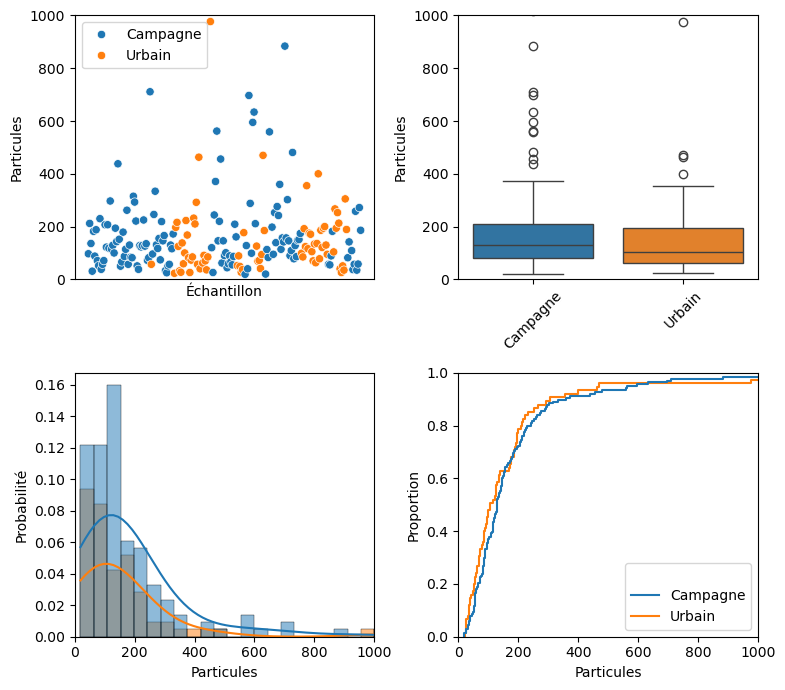 1000
800
600
400
200
0
Particules
Campagne
Urbain
Échantillon
1000
800
600
400
200
0
Particules
Campagne
Urbain
0.16
0.14
0.12
0.10
0.08
0.06
0.04
0.02
0.00
Probabilité
0 200 400 600 800 1000
Particules
1.0
0.8
0.6
0.4
0.2
0.0
Proportion
Campagne
Urbain
0 200 400 600 800 1000
Particules